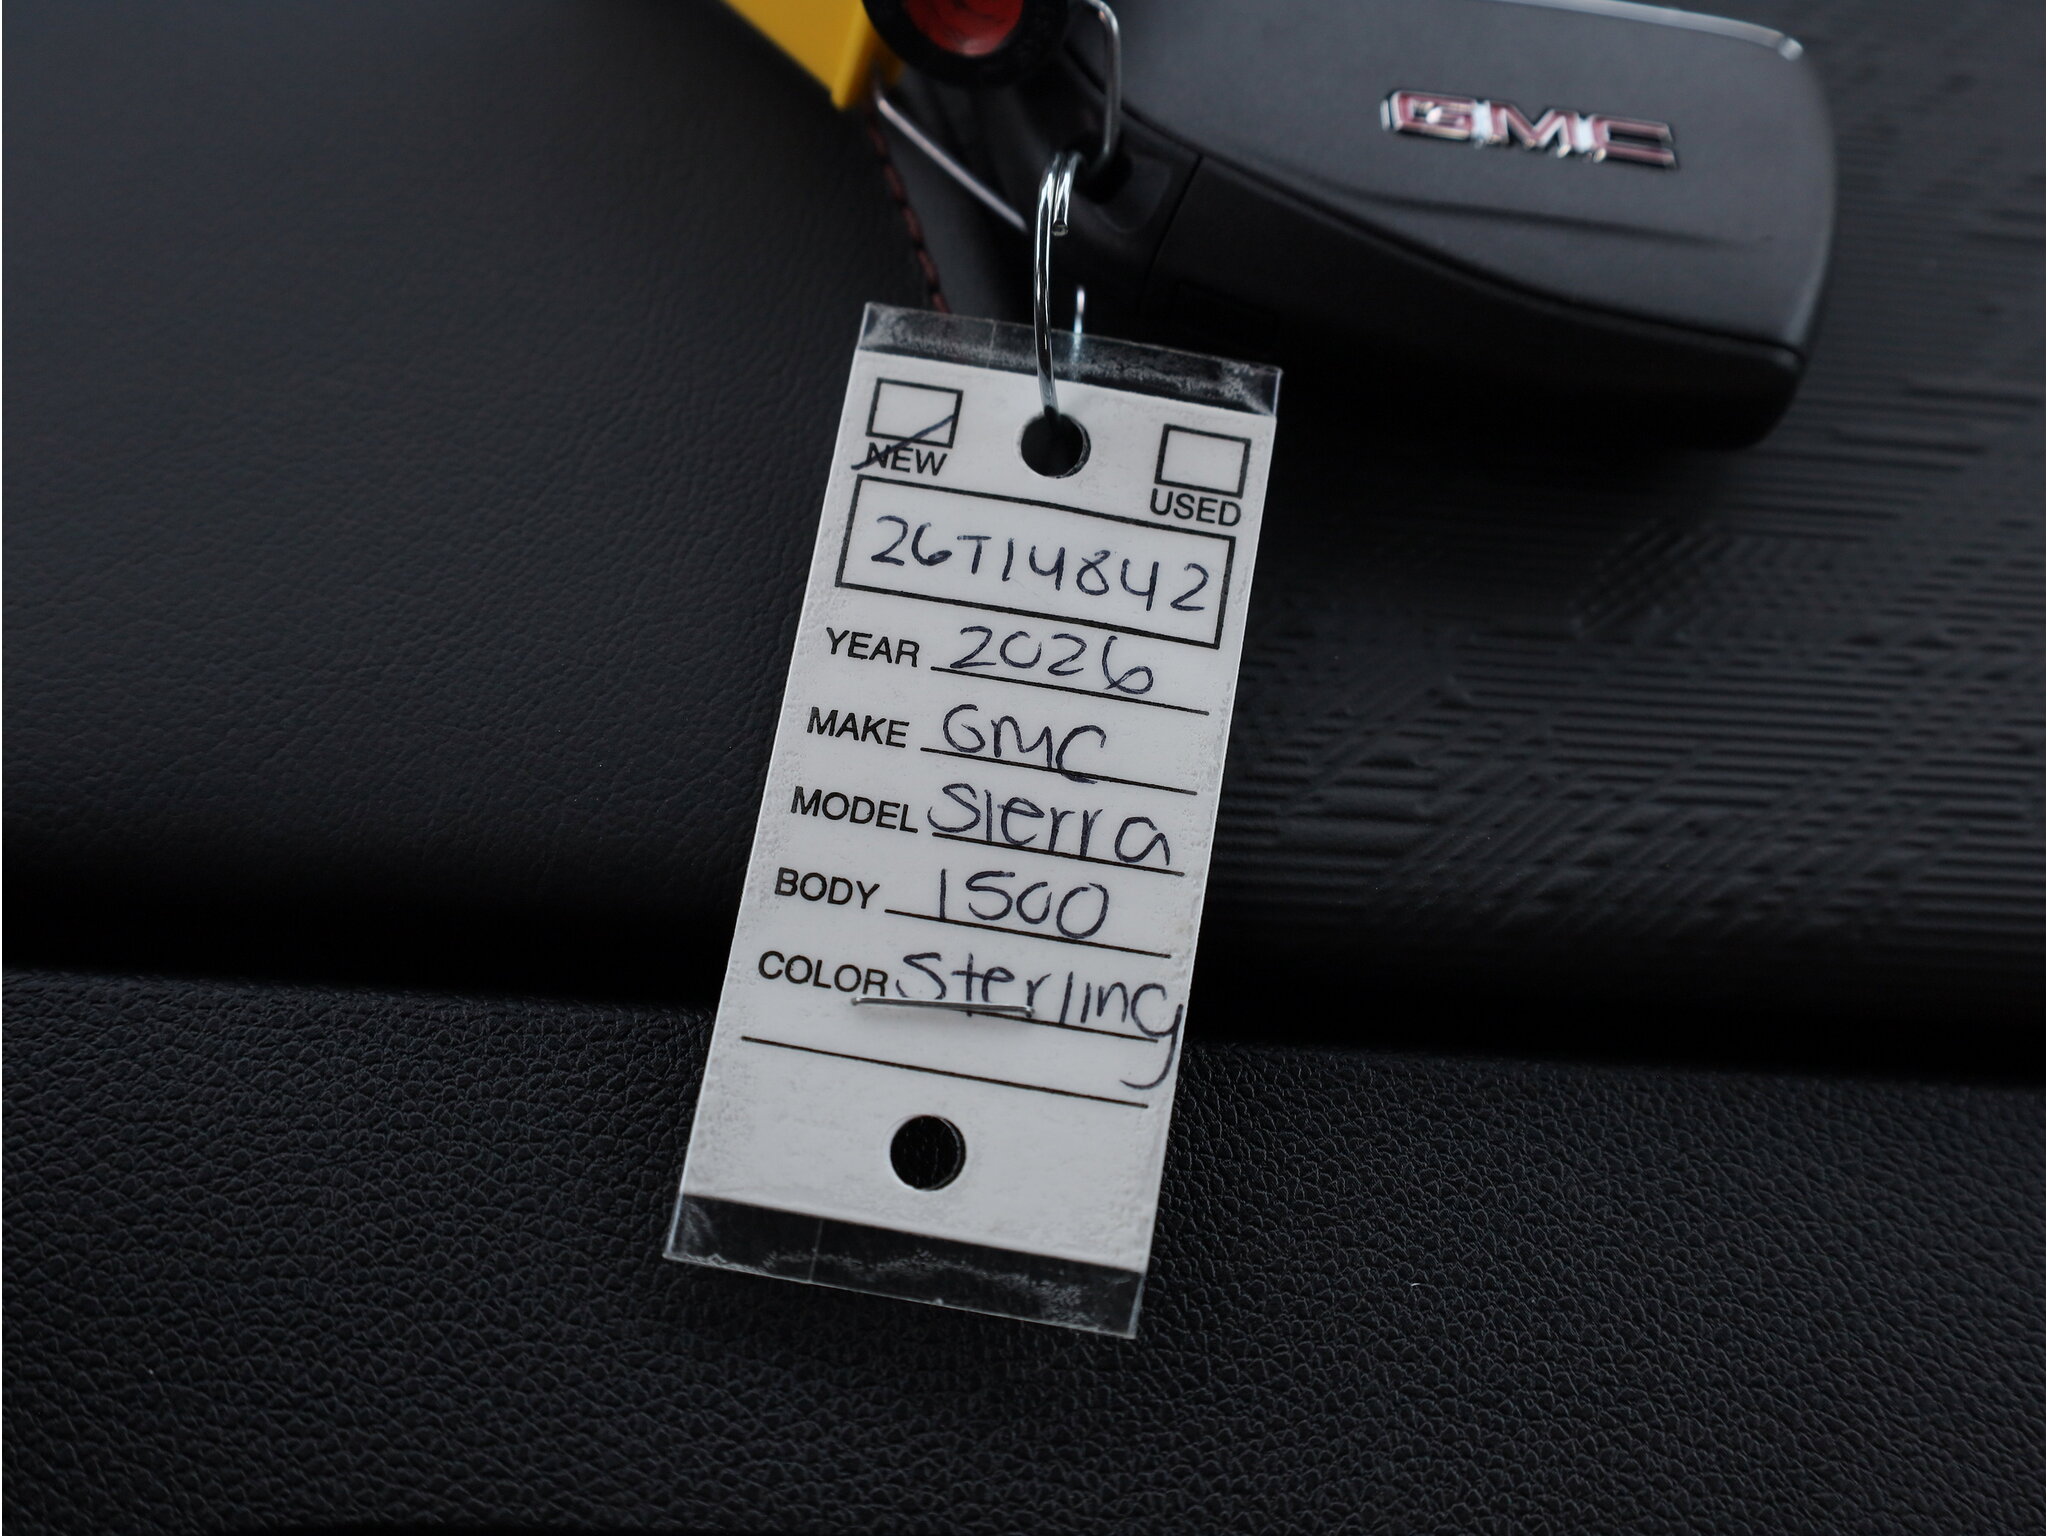 GMC
NEW
USED
26T14842
YEAR 2026
MAKE GMC
MODEL Sierra
BODY 1500
COLOR Sterling